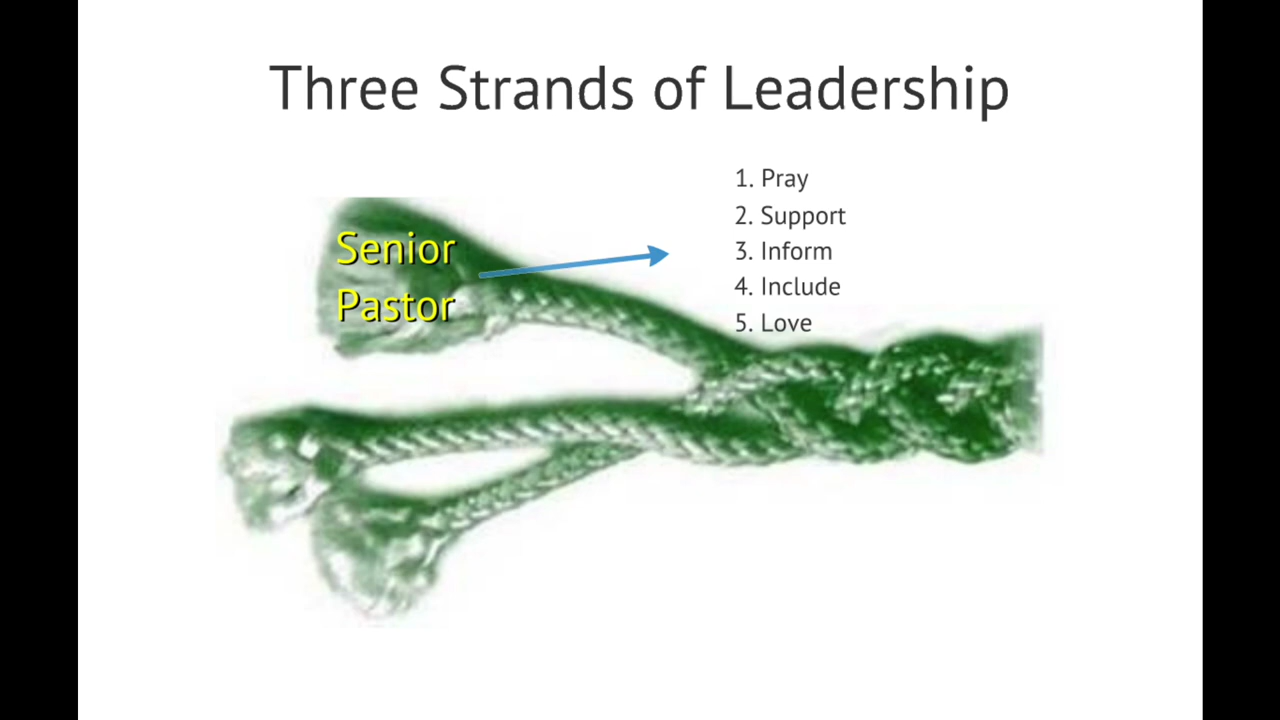 Three Strands of Leadership
Senior
Pastor
1. Pray
2. Support
3. Inform
4. Include
5. Love